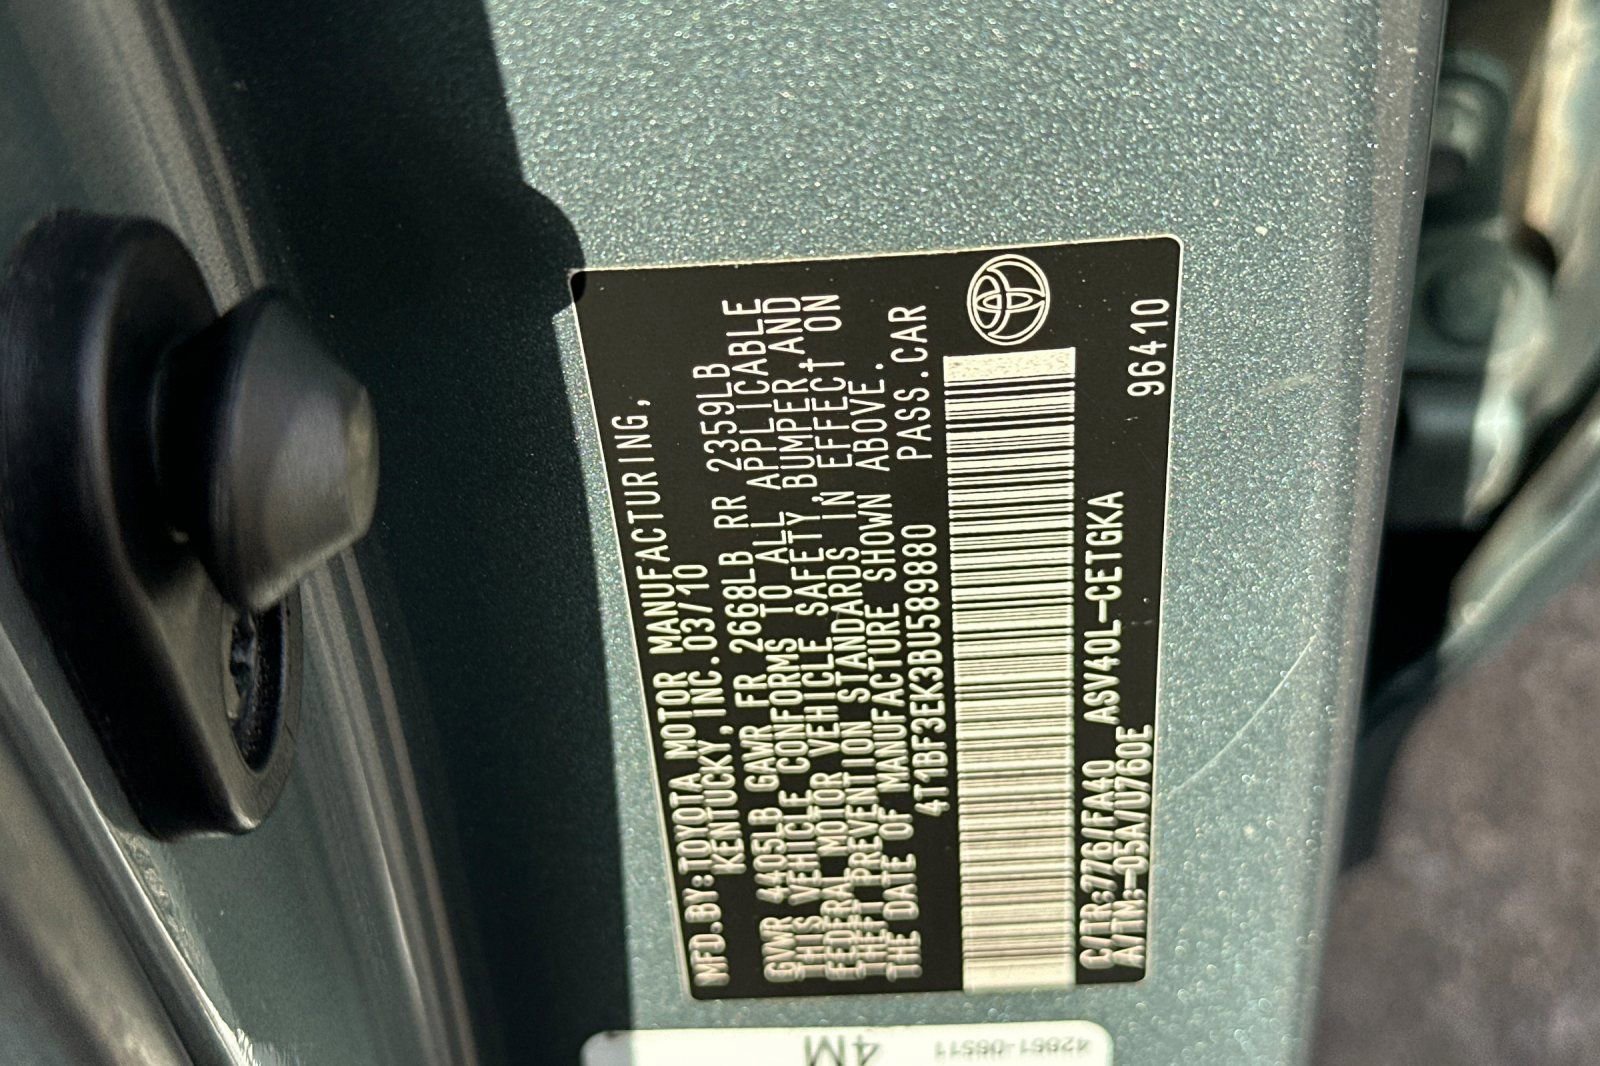 MFD.BY:TOYOTA MOTOR MANUFACTURING,
KENTUCKY,INC.03/10
GVWR 4405LB GAWR FR 2668LB RR 2359LB
THIS VEHICLE CONFORMS TO ALL APPLICABLE
FEDERAL MOTOR VEHICLE SAFETY,BUMPER,AND
THEFT PREVENTION STANDARDS IN EFFECT ON
THE DATE OF MANUFACTURE SHOWN ABOVE.
4T1BF3EK3BU589880 PASS.CAR
C/TR:776/FA40 ASV40L-CETGKA
A/TM:-05A/U760E
96410
4M
42661-06511